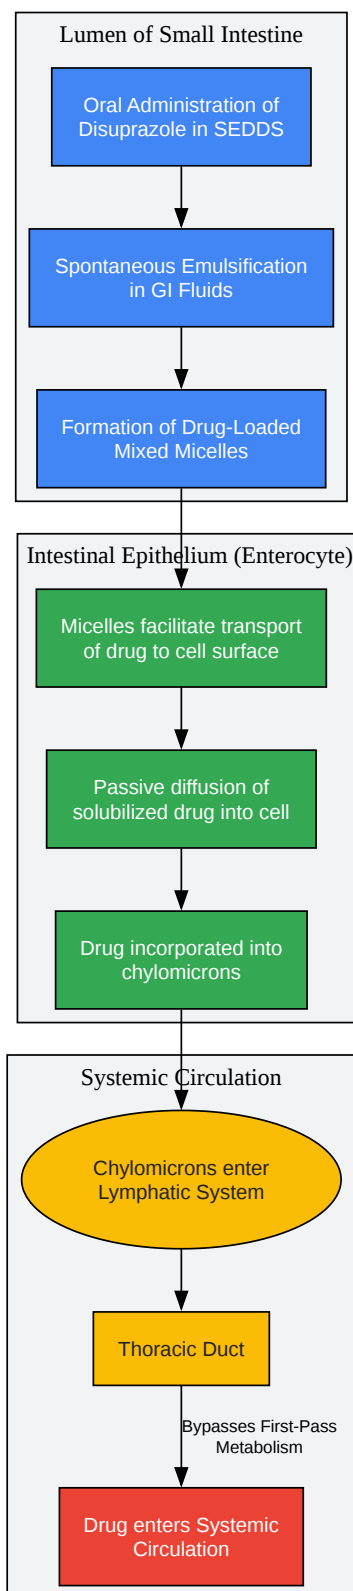 Lumen of Small Intestine
Oral Administration of
Disuprazole in SEDDS
Spontaneous Emulsification
in GI Fluids
Formation of Drug-Loaded
Mixed Micelles
Intestinal Epithelium (Enterocyte)
Micelles facilitate transport
of drug to cell surface
Passive diffusion of
solubilized drug into cell
Drug incorporated into
chylomicrons
Systemic Circulation
Chylomicrons enter
Lymphatic System
Thoracic Duct
Bypasses First-Pass
Metabolism
Drug enters Systemic
Circulation